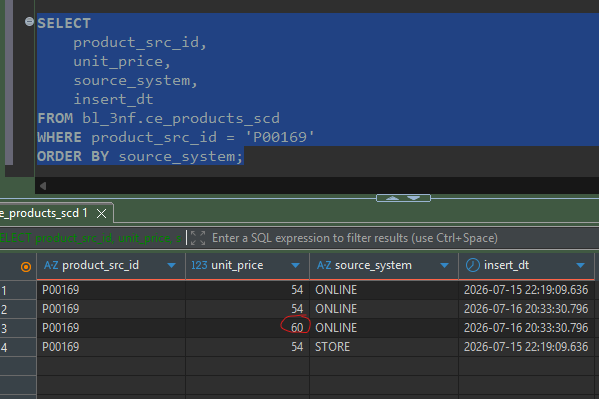 SELECT
product_src_id,
unit_price,
source_system,
insert_dt
FROM bl_3nf.ce_products_scd
WHERE product_src_id = 'P00169'
ORDER BY source_system;
e_products_scd 1
SELECT product_src_id, unit_price, Enter a SQL expression to filter results (use Ctrl+Space)
A-Z product_src_id 123 unit_price A-Z source_system insert_dt
1 P00169 54 ONLINE 2026-07-15 22:19:09.636
2 P00169 54 ONLINE 2026-07-16 20:33:30.796
3 P00169 60 ONLINE 2026-07-16 20:33:30.796
4 P00169 54 STORE 2026-07-15 22:19:09.636